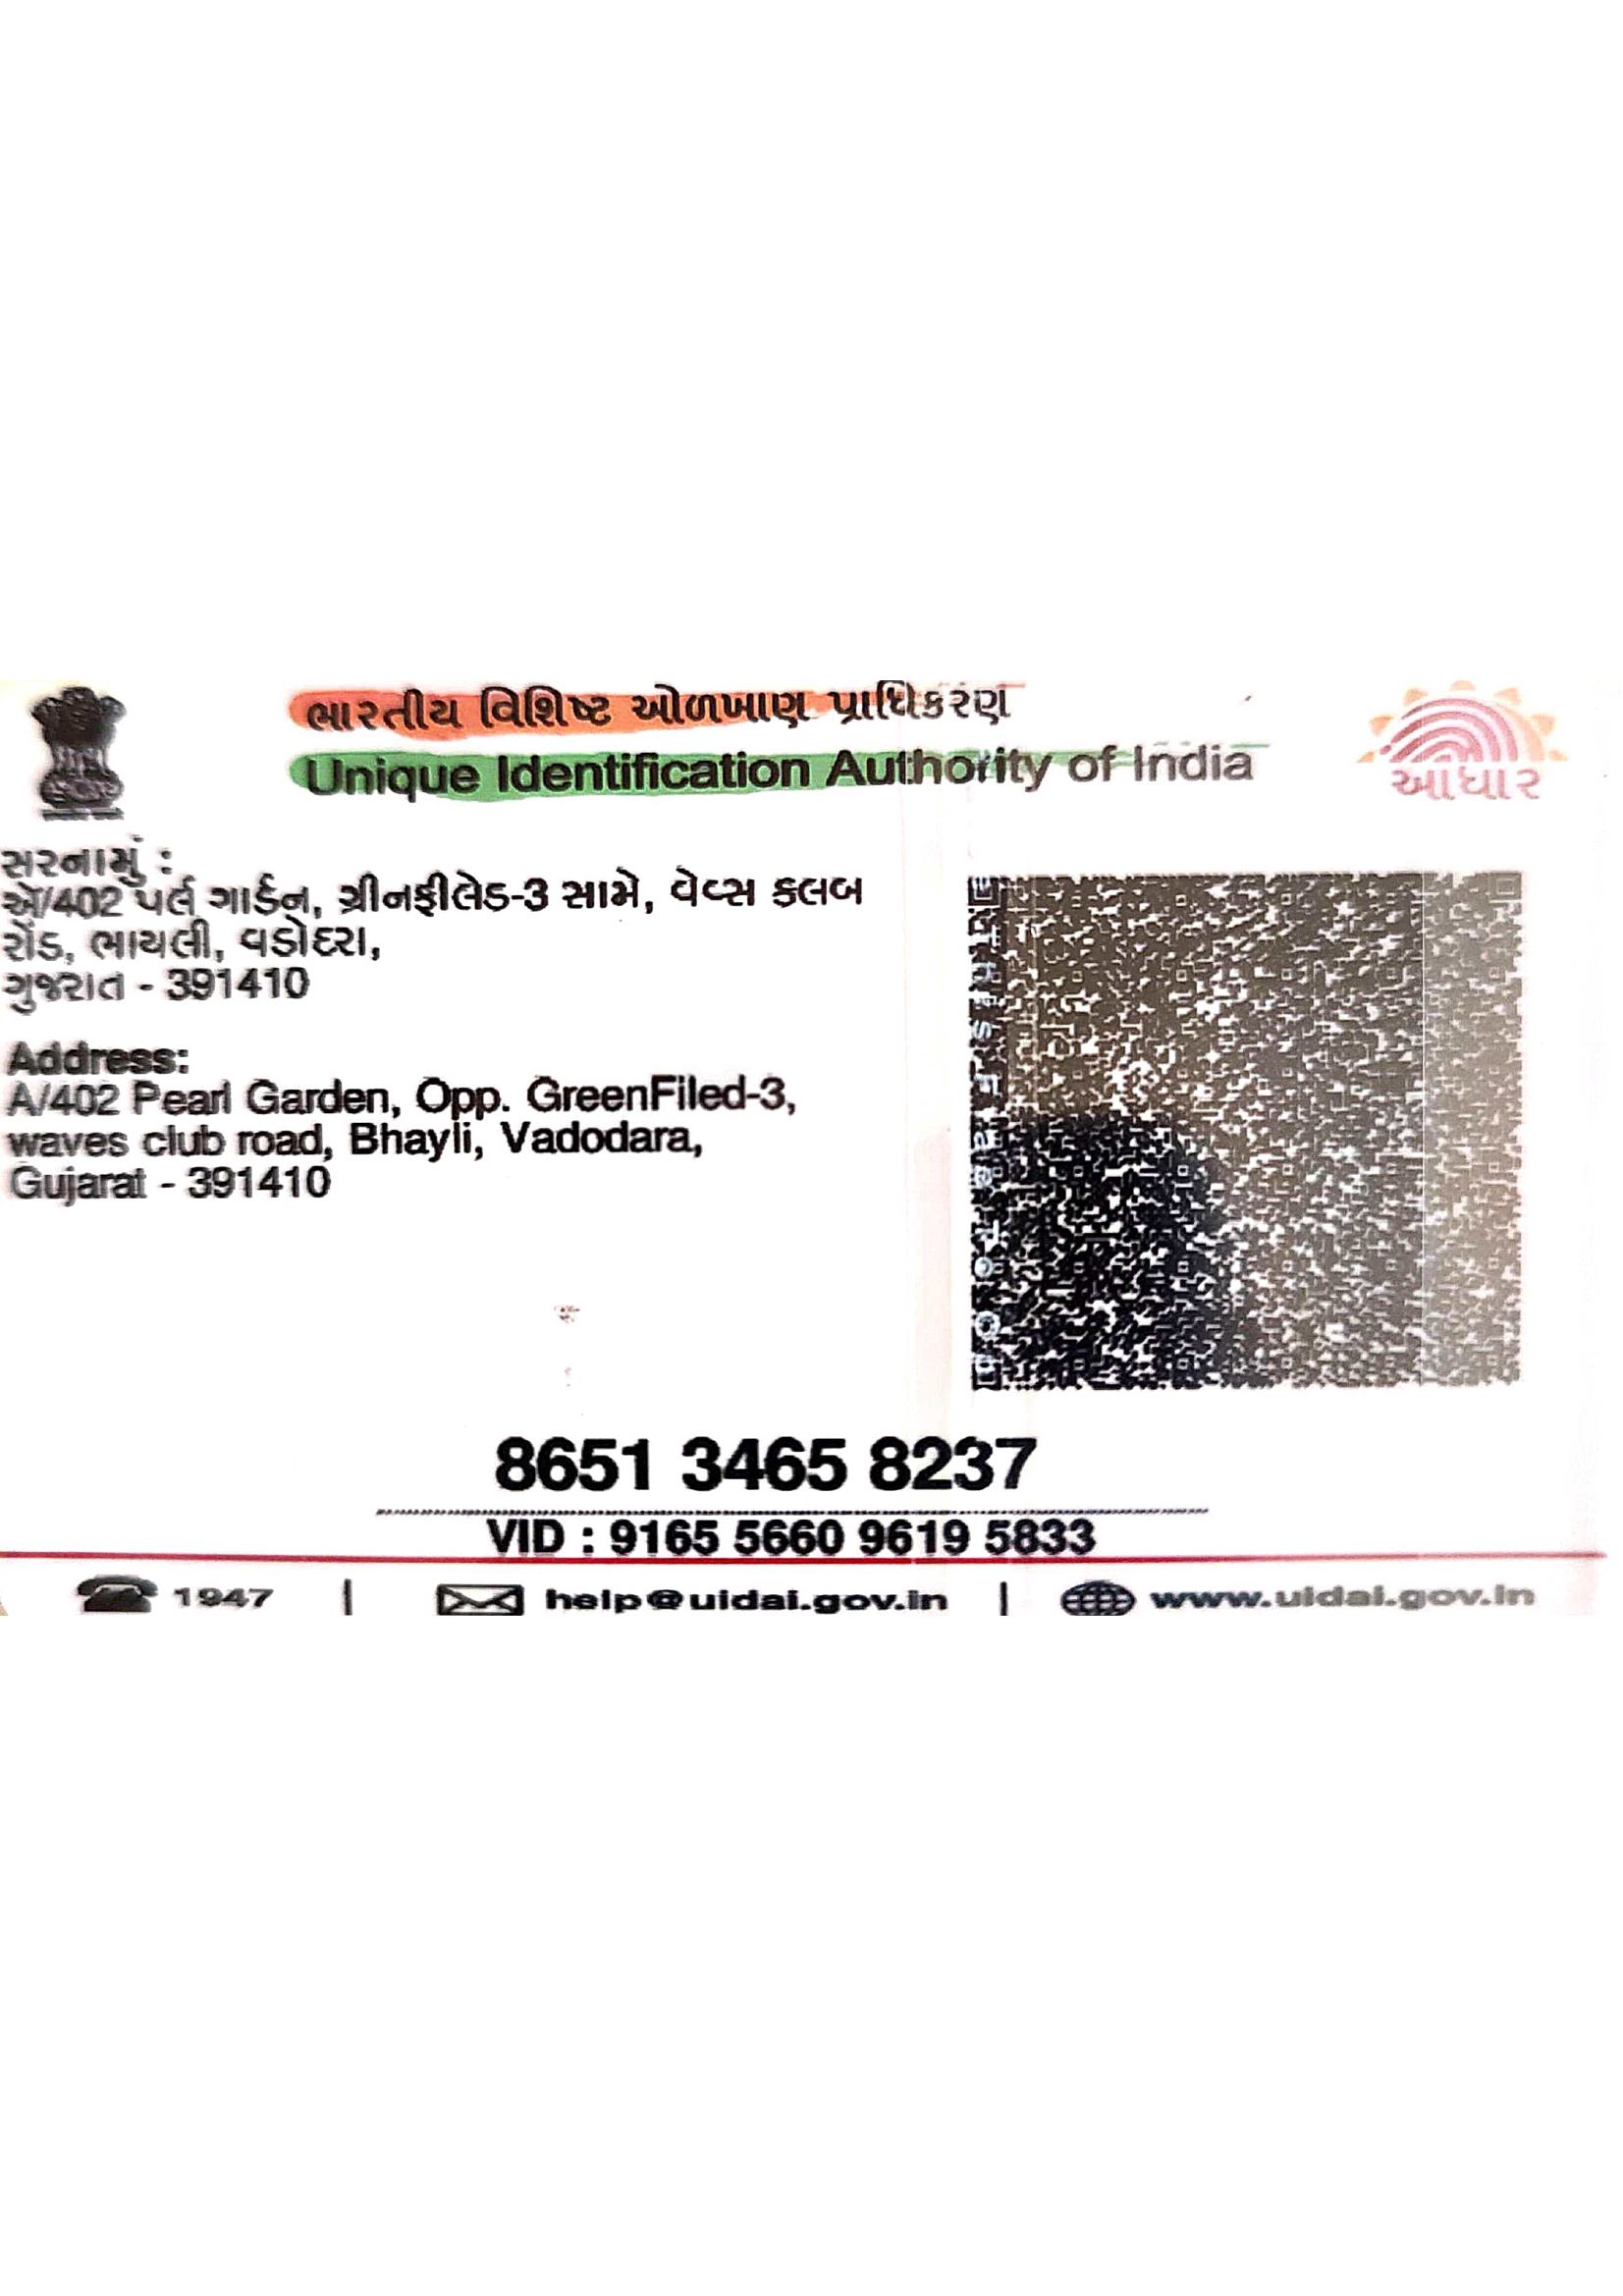 ભારતીય વિશિષ્ટ ઓળખાણ પ્રાધિકરણ
Unique Identification Authority of India
આધાર
સરનામું :
એ/402 પર્લ ગાર્ડન, ગ્રીનફીલેડ-3 સામે, વેવ્સ ક્લબ
રોડ, ભાયલી, વડોદરા,
ગુજરાત - 391410
Address:
A/402 Pearl Garden, Opp. GreenFiled-3,
waves club road, Bhayli, Vadodara,
Gujarat - 391410
8651 3465 8237
VID : 9165 5660 9619 5833
1947 | help@uidai.gov.in | www.uidai.gov.in